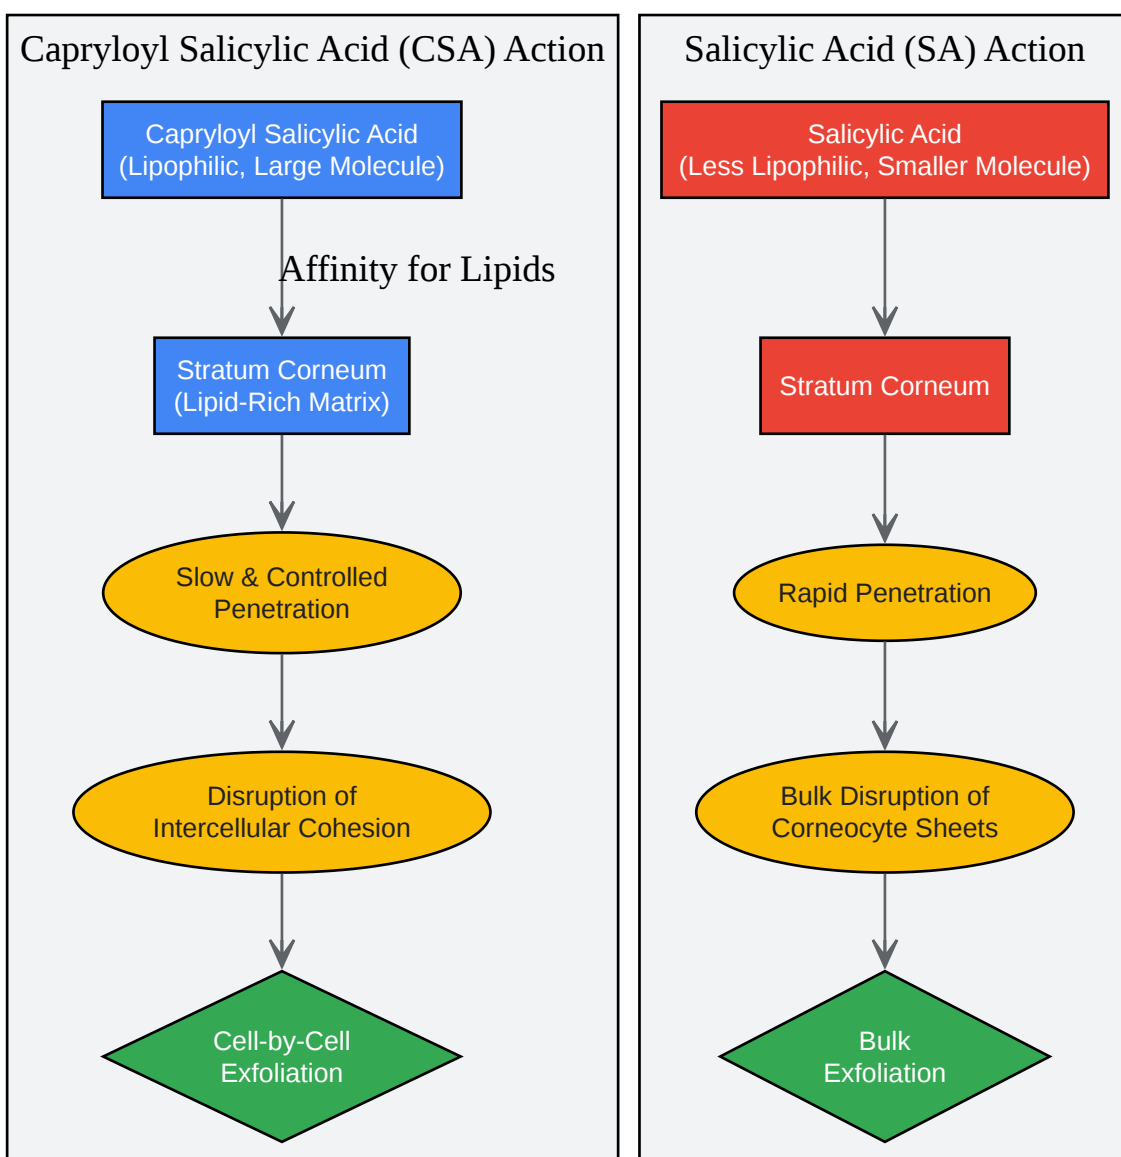 Capryloyl Salicylic Acid (CSA) Action
Capryloyl Salicylic Acid
(Lipophilic, Large Molecule)
Affinity for Lipids
Stratum Corneum
(Lipid-Rich Matrix)
Slow & Controlled
Penetration
Disruption of
Intercellular Cohesion
Cell-by-Cell
Exfoliation
Salicylic Acid (SA) Action
Salicylic Acid
(Less Lipophilic, Smaller Molecule)
Stratum Corneum
Rapid Penetration
Bulk Disruption of
Corneocyte Sheets
Bulk
Exfoliation